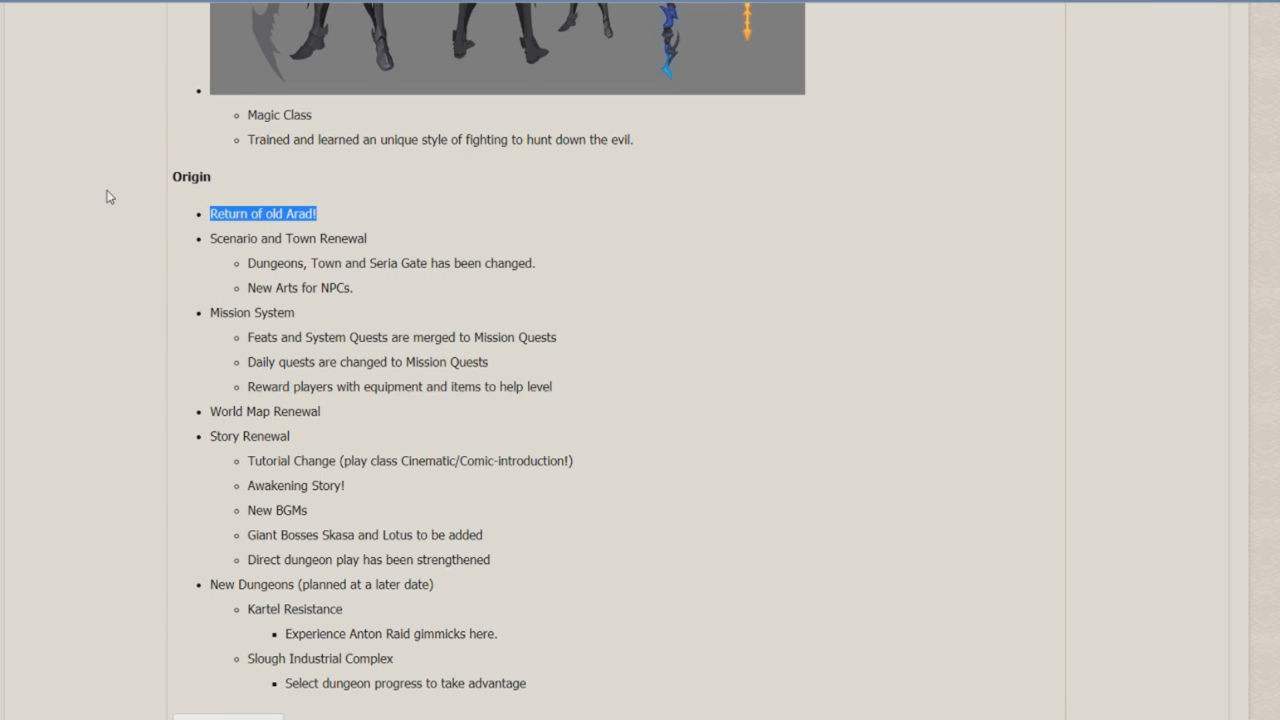 Magic Class
Trained and learned an unique style of fighting to hunt down the evil.
Origin
Return of old Arad!
Scenario and Town Renewal
Dungeons, Town and Seria Gate has been changed.
New Arts for NPCs.
Mission System
Feats and System Quests are merged to Mission Quests
Daily quests are changed to Mission Quests
Reward players with equipment and items to help level
World Map Renewal
Story Renewal
Tutorial Change (play class Cinematic/Comic-introduction!)
Awakening Story!
New BGMs
Giant Bosses Skasa and Lotus to be added
Direct dungeon play has been strengthened
New Dungeons (planned at a later date)
Kartel Resistance
Experience Anton Raid gimmicks here.
Slough Industrial Complex
Select dungeon progress to take advantage